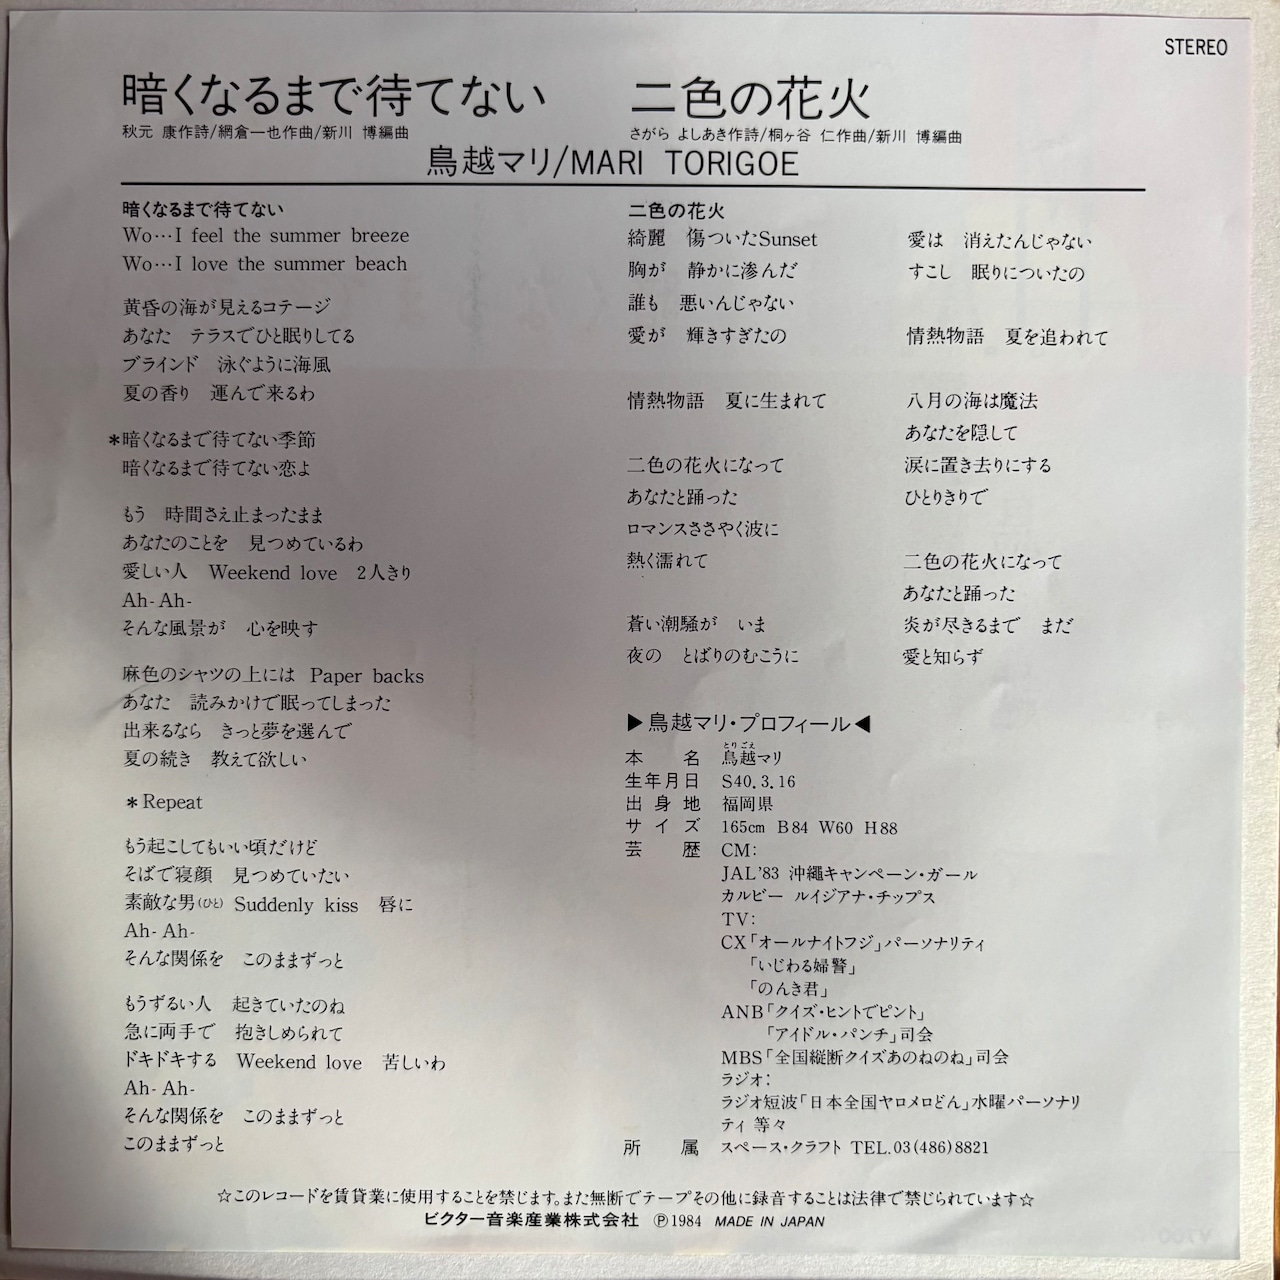 STEREO
暗くなるまで待てない
秋元 康作詩/網倉一也作曲/新川 博編曲
二色の花火
さがら よしあき作詩/桐ヶ谷 仁作曲/新川 博編曲
鳥越マリ/MARI TORIGOE
暗くなるまで待てない
Wo…I feel the summer breeze
Wo…I love the summer beach
黄昏の海が見えるコテージ
あなた テラスでひと眠りしてる
ブラインド 泳ぐように海風
夏の香り 運んで来るわ
*暗くなるまで待てない季節
暗くなるまで待てない恋よ
もう 時間さえ止まったまま
あなたのことを 見つめているわ
愛しい人 Weekend love 2人きり
Ah- Ah-
そんな風景が 心を映す
麻色のシャツの上には Paper backs
あなた 読みかけで眠ってしまった
出来るなら きっと夢を選んで
夏の続き 教えて欲しい
*Repeat
もう起こしてもいい頃だけど
そばで寝顔 見つめていたい
素敵な男(ひと) Suddenly kiss 唇に
Ah- Ah-
そんな関係を このままずっと
もうずるい人 起きていたのね
急に両手で 抱きしめられて
ドキドキする Weekend love 苦しいわ
Ah- Ah-
そんな関係を このままずっと
このままずっと
二色の花火
綺麗 傷ついたSunset
胸が 静かに滲んだ
誰も 悪いんじゃない
愛が 輝きすぎたの
情熱物語 夏に生まれて
二色の花火になって
あなたと踊った
ロマンスささやく波に
熱く濡れて
蒼い潮騒が いま
夜の とばりのむこうに
愛は 消えたんじゃない
すこし 眠りについたの
情熱物語 夏を追われて
八月の海は魔法
あなたを隠して
涙に置き去りにする
ひとりきりで
二色の花火になって
あなたと踊った
炎が尽きるまで まだ
愛と知らず
▶鳥越マリ・プロフィール◀
とりごえ
本名 鳥越マリ
生年月日 S40.3.16
出身地 福岡県
サイズ 165cm B84 W60 H88
芸歴 CM:
JAL'83 沖繩キャンペーン・ガール
カルビー ルイジアナ・チップス
TV:
CX「オールナイトフジ」パーソナリティ
「いじわる婦警」
「のんき君」
ANB「クイズ・ヒントでピント」
「アイドル・パンチ」司会
MBS「全国縦断クイズあのねのね」司会
ラジオ:
ラジオ短波「日本全国ヤロメロどん」水曜パーソナリ
ティ 等々
所属 スペース・クラフト TEL.03(486)8821
☆このレコードを賃貸業に使用することを禁じます。また無断でテープその他に録音することは法律で禁じられています☆
ビクター音楽産業株式会社 Ⓟ1984 MADE IN JAPAN